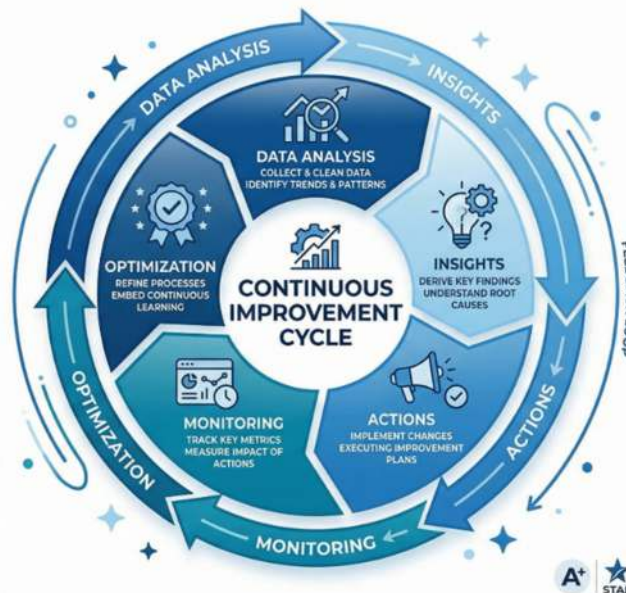 DATA ANALYSIS
INSIGHTS
ACTIONS
MONITORING
OPTIMIZATION
DATA ANALYSIS
COLLECT & CLEAN DATA
IDENTIFY TRENDS & PATTERNS
INSIGHTS
DERIVE KEY FINDINGS
UNDERSTAND ROOT
CAUSES
ACTIONS
IMPLEMENT CHANGES
EXECUTING IMPROVEMENT
PLANS
MONITORING
TRACK KEY METRICS
MEASURE IMPACT OF
ACTIONS
OPTIMIZATION
REFINE PROCESSES
EMBED CONTINUOUS
LEARNING
CONTINUOUS
IMPROVEMENT
CYCLE
A+